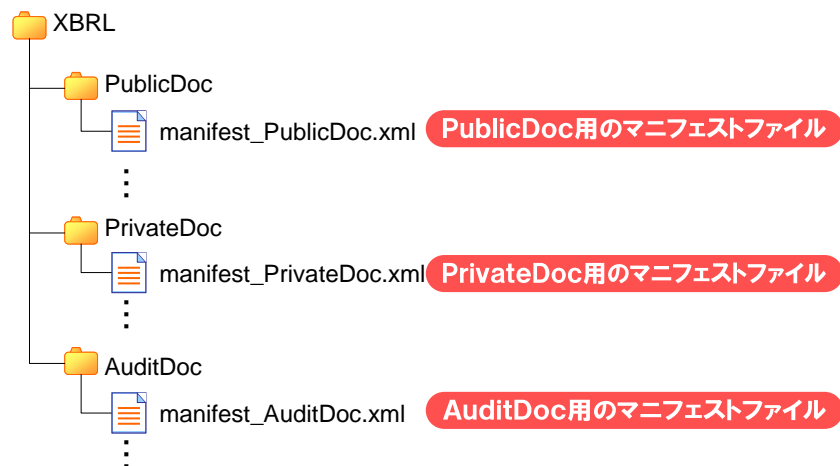 XBRL
PublicDoc
manifest_PublicDoc.xml PublicDoc用のマニフェストファイル
PrivateDoc
manifest_PrivateDoc.xml PrivateDoc用のマニフェストファイル
AuditDoc
manifest_AuditDoc.xml AuditDoc用のマニフェストファイル